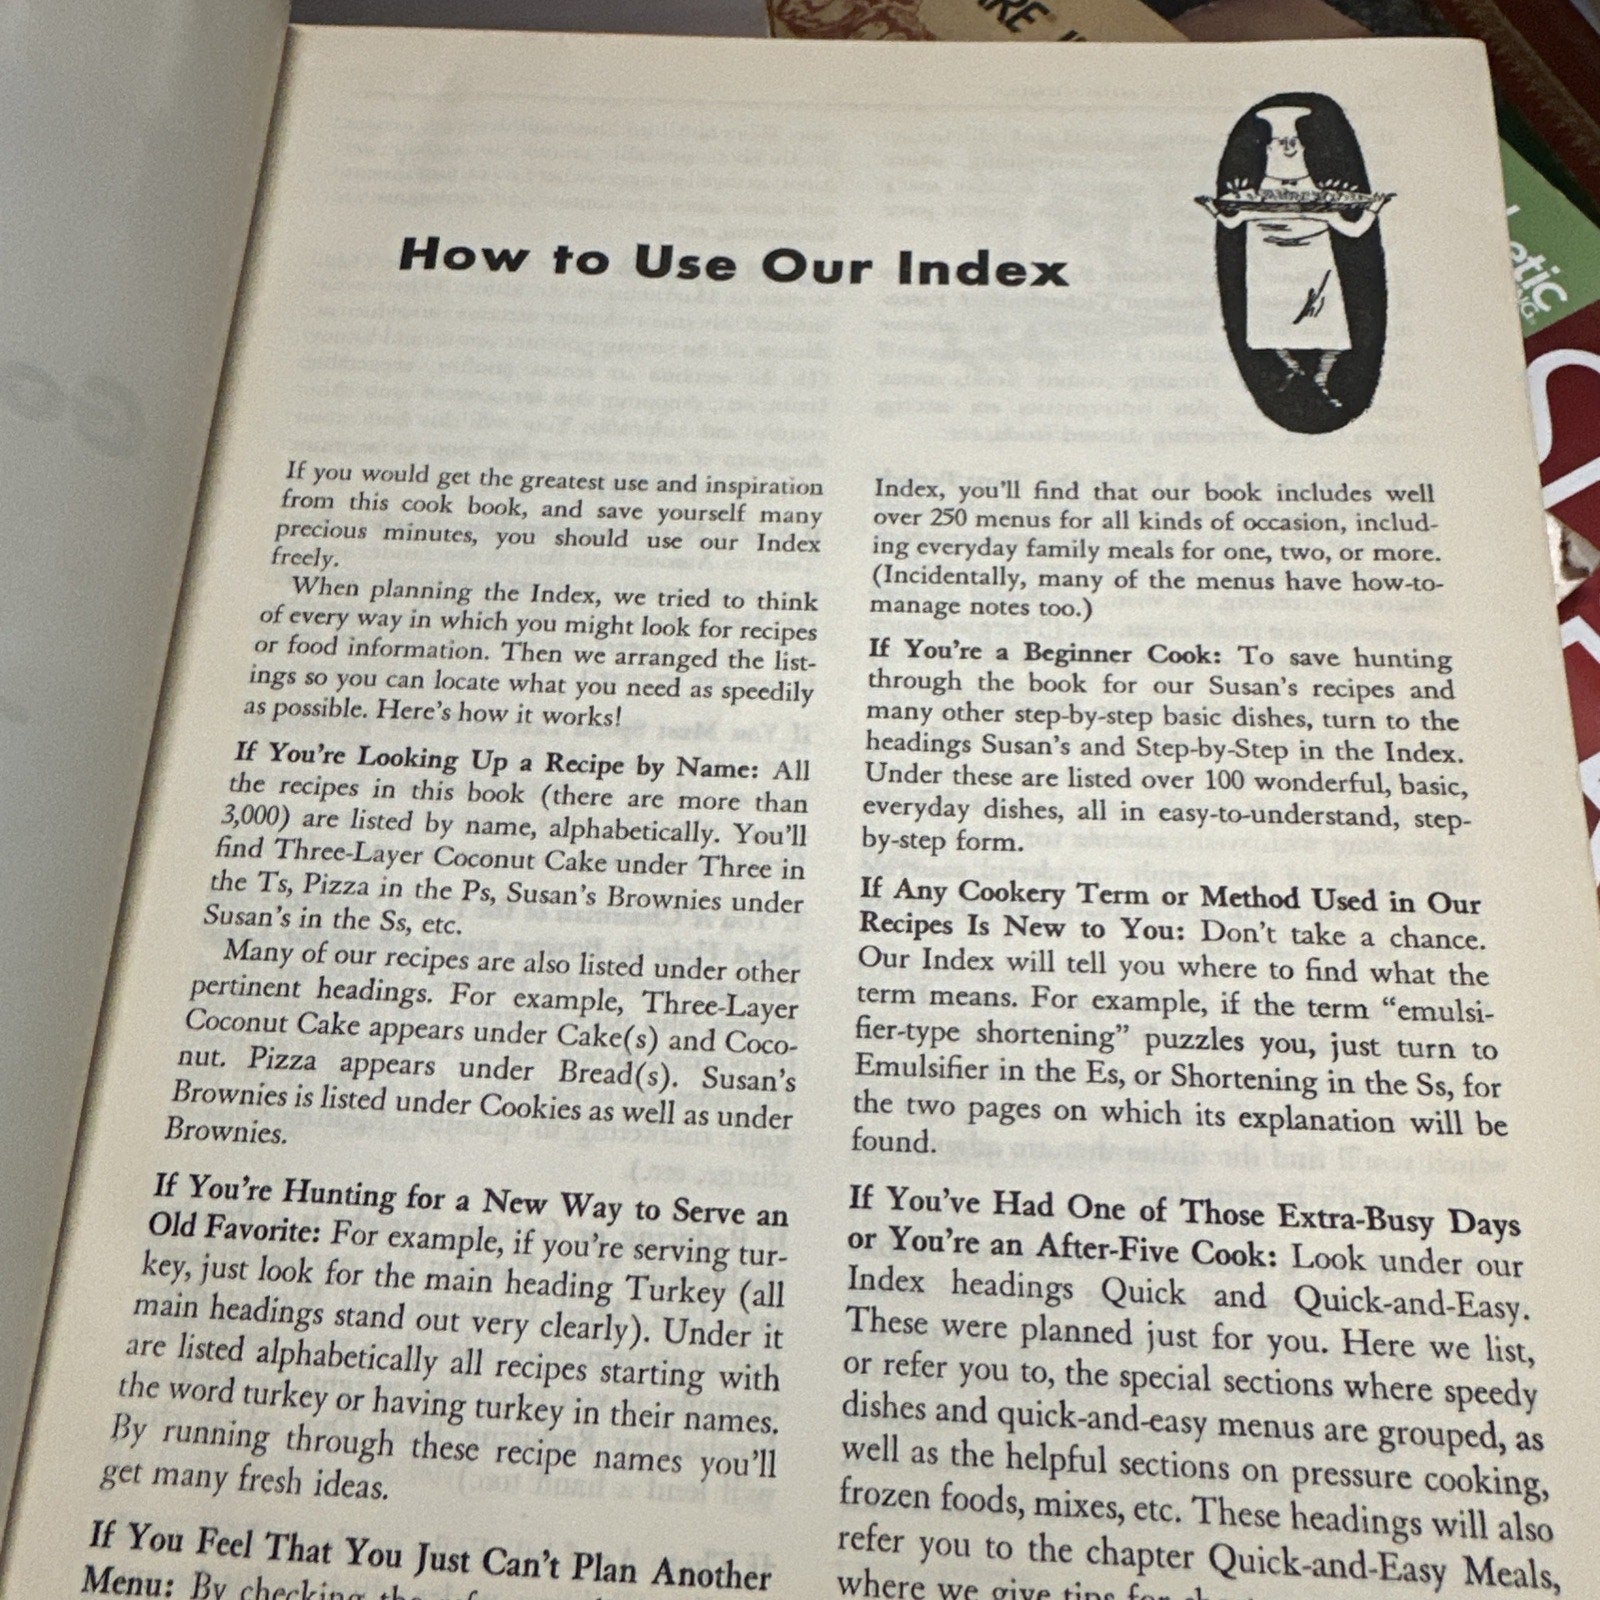 How to Use Our Index
If you would get the greatest use and inspiration
from this cook book, and save yourself many
precious minutes, you should use our Index
freely.
When planning the Index, we tried to think
of every way in which you might look for recipes
or food information. Then we arranged the list-
ings so you can locate what you need as speedily
as possible. Here's how it works!
If You're Looking Up a Recipe by Name: All
the recipes in this book (there are more than
3,000) are listed by name, alphabetically. You'll
find Three-Layer Coconut Cake under Three in
the Ts, Pizza in the Ps, Susan's Brownies under
Susan's in the Ss, etc.
Many of our recipes are also listed under other
pertinent headings. For example, Three-Layer
Coconut Cake appears under Cake(s) and Coco-
nut. Pizza appears under Bread(s). Susan's
Brownies is listed under Cookies as well as under
Brownies.
If You're Hunting for a New Way to Serve an
Old Favorite: For example, if you're serving tur-
key, just look for the main heading Turkey (all
main headings stand out very clearly). Under it
are listed alphabetically all recipes starting with
the word turkey or having turkey in their names.
By running through these recipe names you'll
get many fresh ideas.
If You Feel That You Just Can't Plan Another
Menu: By checking the
Index, you'll find that our book includes well
over 250 menus for all kinds of occasion, includ-
ing everyday family meals for one, two, or more.
(Incidentally, many of the menus have how-to-
manage notes too.)
If You're a Beginner Cook: To save hunting
through the book for our Susan's recipes and
many other step-by-step basic dishes, turn to the
headings Susan's and Step-by-Step in the Index.
Under these are listed over 100 wonderful, basic,
everyday dishes, all in easy-to-understand, step-
by-step form.
If Any Cookery Term or Method Used in Our
Recipes Is New to You: Don't take a chance.
Our Index will tell you where to find what the
term means. For example, if the term "emulsi-
fier-type shortening" puzzles you, just turn to
Emulsifier in the Es, or Shortening in the Ss, for
the two pages on which its explanation will be
found.
If You've Had One of Those Extra-Busy Days
or You're an After-Five Cook: Look under our
Index headings Quick and Quick-and-Easy.
These were planned just for you. Here we list,
or refer you to, the special sections where speedy
dishes and quick-and-easy menus are grouped, as
well as the helpful sections on pressure cooking,
frozen foods, mixes, etc. These headings will also
refer you to the chapter Quick-and-Easy Meals,
where we give tips for